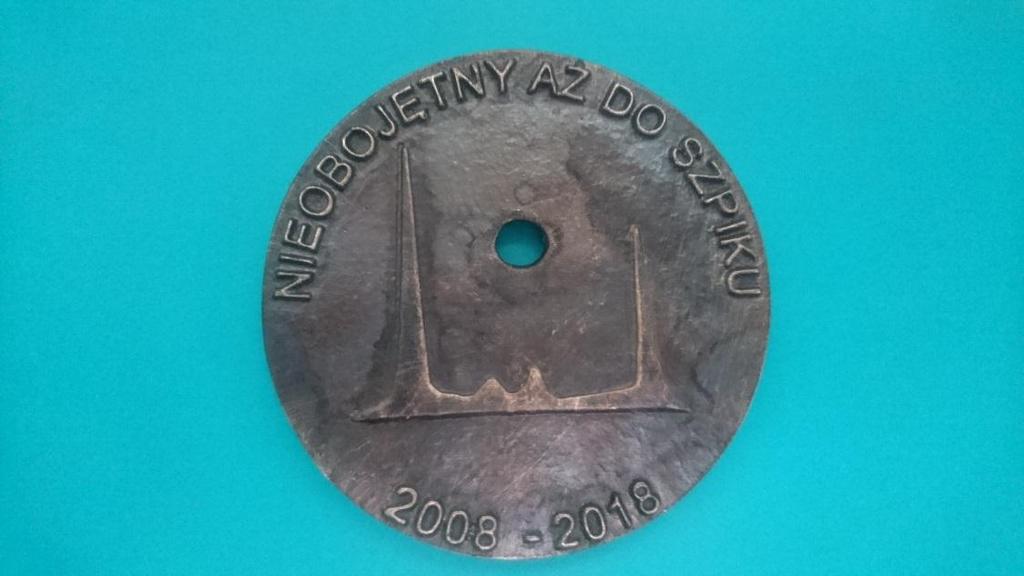 NIEOBOJĘTNY AŻ DO SZPIKU
2008 - 2018